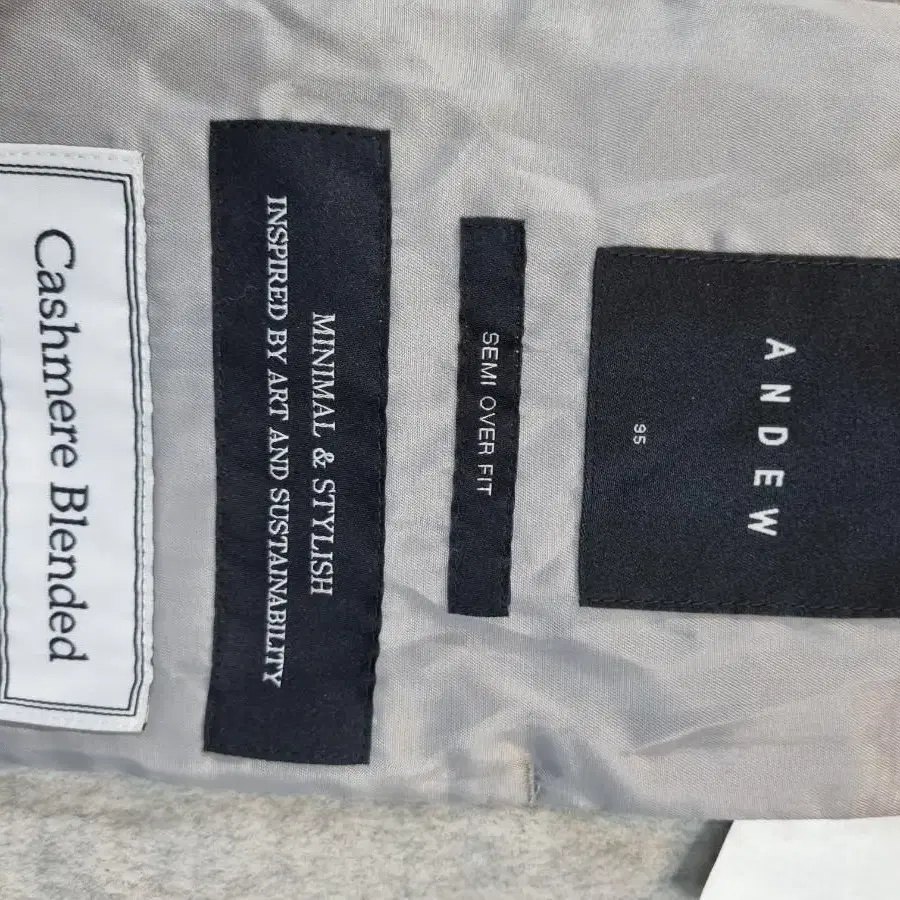 ANDEW
95
SEMI OVER FIT
MINIMAL & STYLISH
INSPIRED BY ART AND SUSTAINABILITY
Cashmere Blended